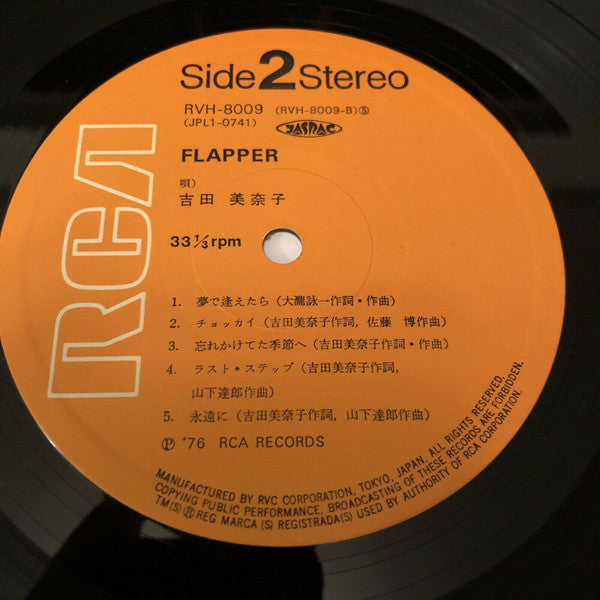 Side 2 Stereo
RVH-8009 (RVH-8009-B)Ⓢ
(JPL1-0741) JASRAC
FLAPPER
唄)
吉田 美奈子
33 1/3 rpm
RCA
1. 夢で逢えたら (大瀧詠一作詞・作曲)
2. チョッカイ (吉田美奈子作詞, 佐藤 博作曲)
3. 忘れかけてた季節へ (吉田美奈子作詞・作曲)
4. ラスト・ステップ (吉田美奈子作詞,
山下達郎作曲)
5. 永遠に (吉田美奈子作詞, 山下達郎作曲)
Ⓟ '76 RCA RECORDS
MANUFACTURED BY RVC CORPORATION, TOKYO, JAPAN, ALL RIGHTS RESERVED.
COPYING PUBLIC PERFORMANCE, BROADCASTING OF THESE RECORDS ARE FORBIDDEN.
TM(S) Ⓡ REG MARCA (S) REGISTRADA(S) USED BY AUTHORITY OF RCA CORPORATION.